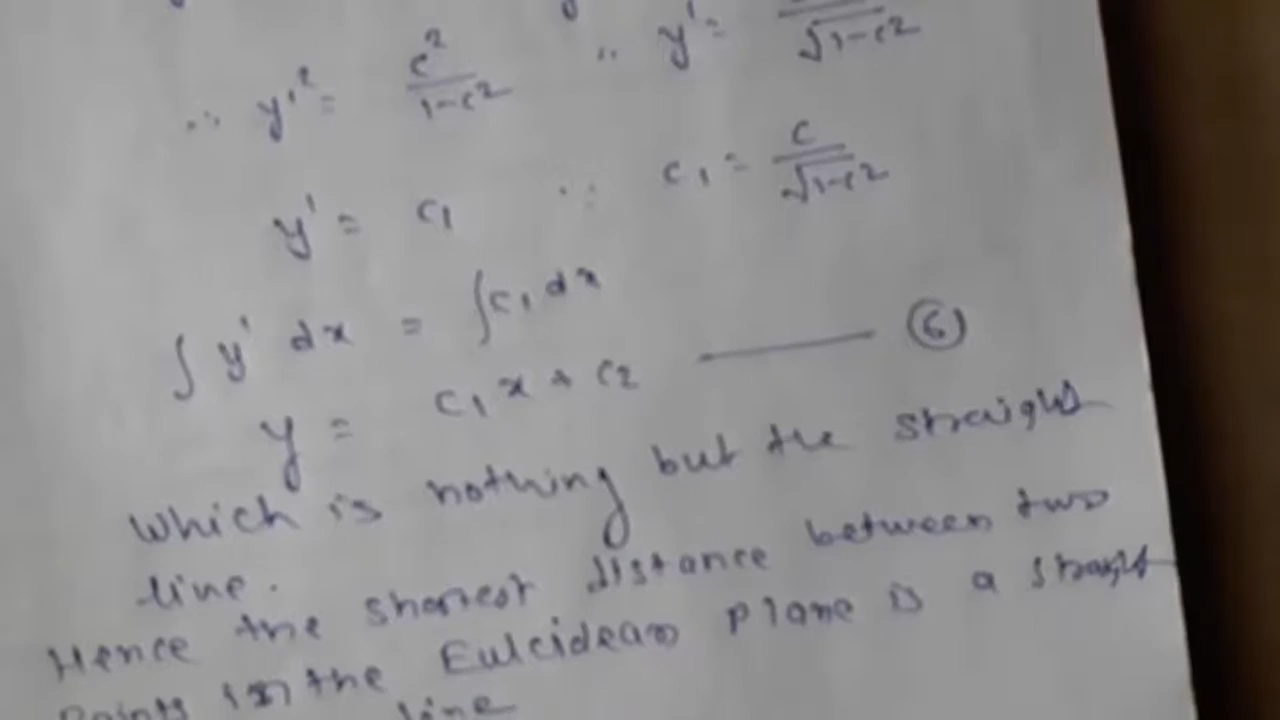 ∴ y'² = c²/1-c² ∴ y' = /√1-c²
y' = c₁ ∵ c₁ = c/√1-c²
∫ y' dx = ∫c₁ dx
y = c₁x + c₂ —— ⑥
Which is nothing but the straight
line.
Hence the shortest distance between two
points in the Eulcidean plane is a straight
line